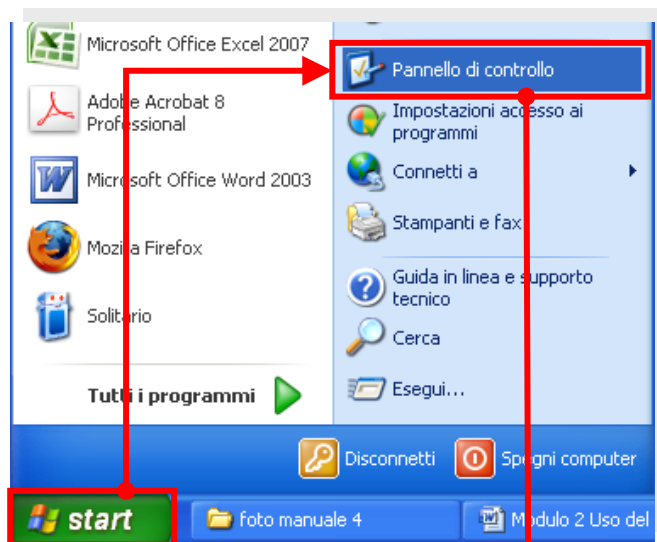 Microsoft Office Excel 2007
Adobe Acrobat 8
Professional
Microsoft Office Word 2003
Mozilla Firefox
Solitario
Tutti i programmi
Pannello di controllo
Impostazioni accesso ai
programmi
Connetti a
Stampanti e fax
Guida in linea e supporto
tecnico
Cerca
Esegui...
Disconnetti
Spegni computer
start
foto manuale 4
Modulo 2 Uso del